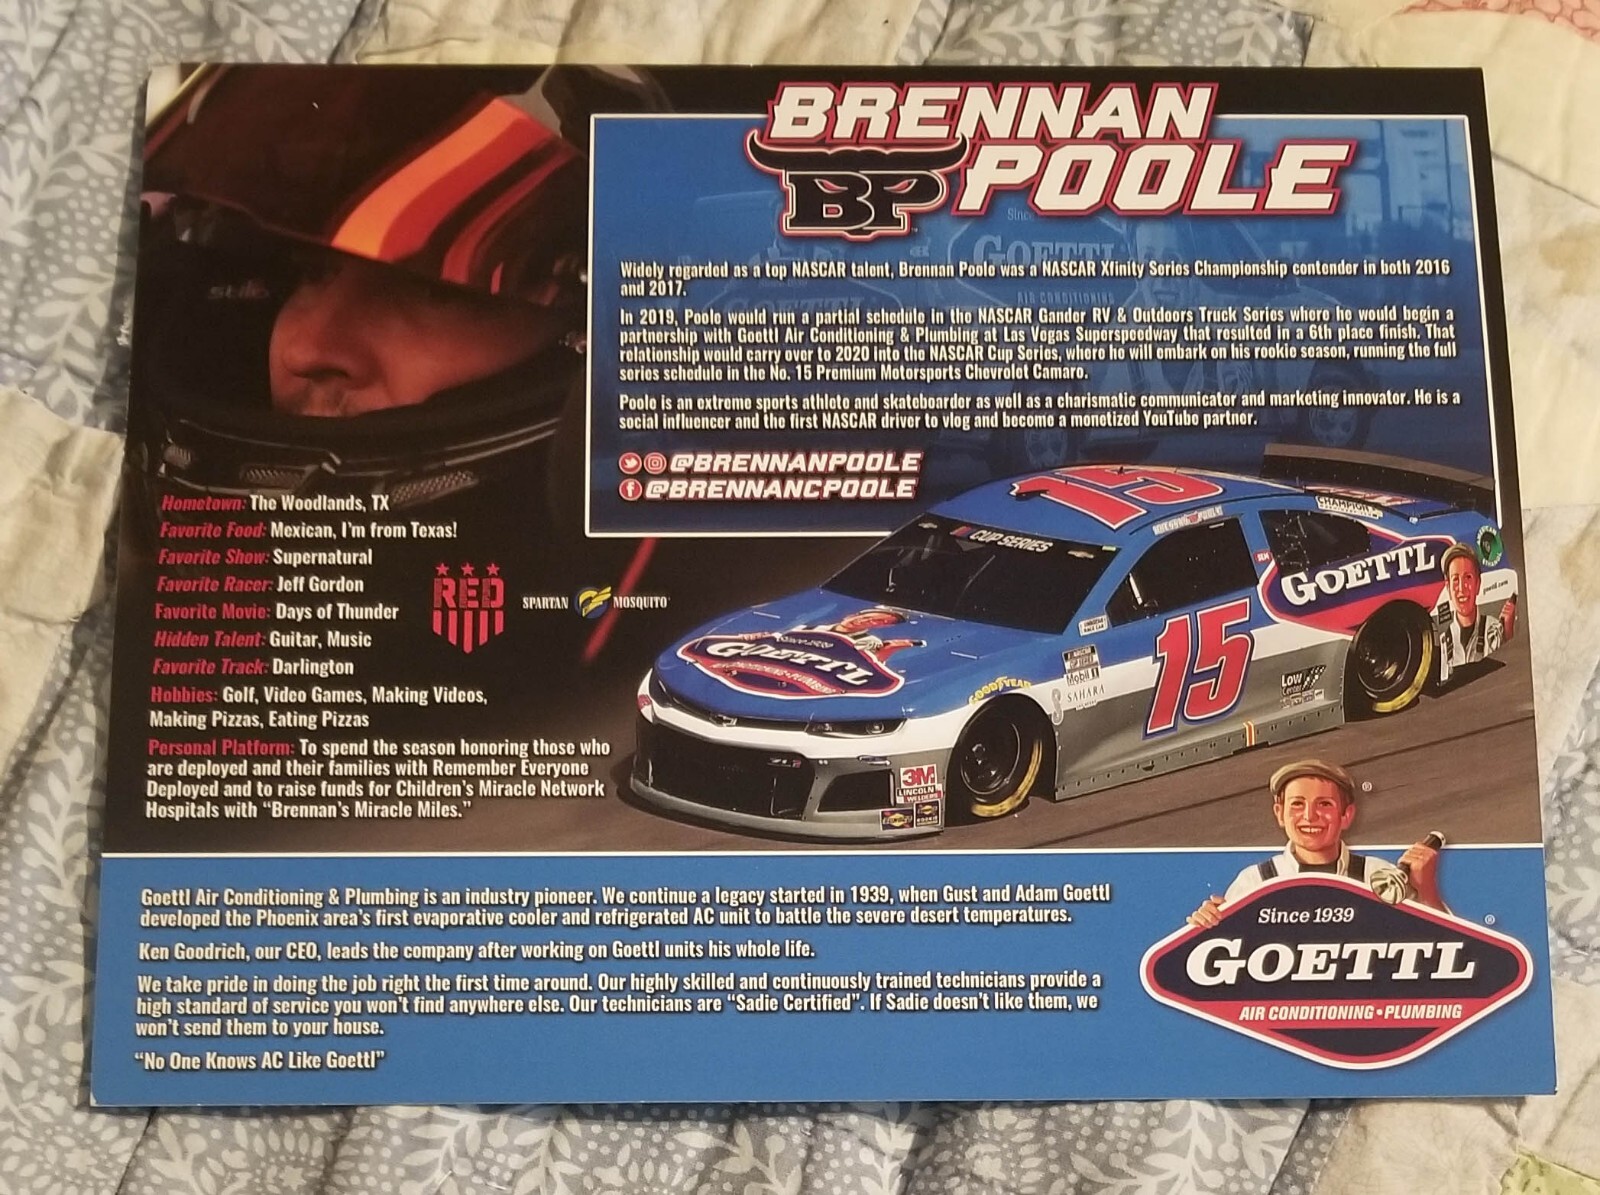 BRENNAN
BP POOLE
Widely regarded as a top NASCAR talent, Brennan Poole was a NASCAR Xfinity Series Championship contender in both 2016
and 2017.
In 2019, Poole would run a partial schedule in the NASCAR Gander RV & Outdoors Truck Series where he would begin a
partnership with Goettl Air Conditioning & Plumbing at Las Vegas Superspeedway that resulted in a 6th place finish. That
relationship would carry over to 2020 into the NASCAR Cup Series, where he will embark on his rookie season, running the full
series schedule in the No. 15 Premium Motorsports Chevrolet Camaro.
Poole is an extreme sports athlete and skateboarder as well as a charismatic communicator and marketing innovator. He is a
social influencer and the first NASCAR driver to vlog and become a monetized YouTube partner.
@BRENNANPOOLE
@BRENNANCPOOLE
Hometown: The Woodlands, TX
Favorite Food: Mexican, I'm from Texas!
Favorite Show: Supernatural
Favorite Racer: Jeff Gordon
Favorite Movie: Days of Thunder
Hidden Talent: Guitar, Music
Favorite Track: Darlington
Hobbies: Golf, Video Games, Making Videos,
Making Pizzas, Eating Pizzas
Personal Platform: To spend the season honoring those who
are deployed and their families with Remember Everyone
Deployed and to raise funds for Children's Miracle Network
Hospitals with "Brennan's Miracle Miles."
RED
SPARTAN MOSQUITO
15
CUP SERIES
GOETTL
15
GOETTL
GOODYEAR
Mobil 1
SAHARA
Low
3M
LINCOLN
WELDERS
Goettl Air Conditioning & Plumbing is an industry pioneer. We continue a legacy started in 1939, when Gust and Adam Goettl
developed the Phoenix area's first evaporative cooler and refrigerated AC unit to battle the severe desert temperatures.
Ken Goodrich, our CEO, leads the company after working on Goettl units his whole life.
We take pride in doing the job right the first time around. Our highly skilled and continuously trained technicians provide a
high standard of service you won't find anywhere else. Our technicians are "Sadie Certified". If Sadie doesn't like them, we
won't send them to your house.
"No One Knows AC Like Goettl"
Since 1939
GOETTL
AIR CONDITIONING•PLUMBING